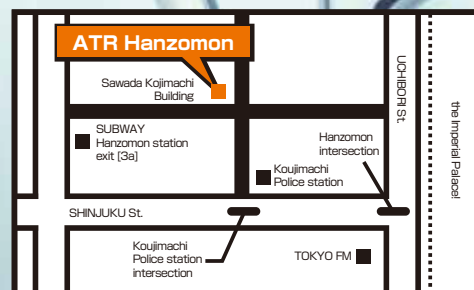 ATR Hanzomon
Sawada Kojimachi
Building
UCHIBORI St.
the Imperial Palace!
SUBWAY
Hanzomon station
exit [3a]
Hanzomon
intersection
Koujimachi
Police station
SHINJUKU St.
Koujimachi
Police station
intersection
TOKYO FM